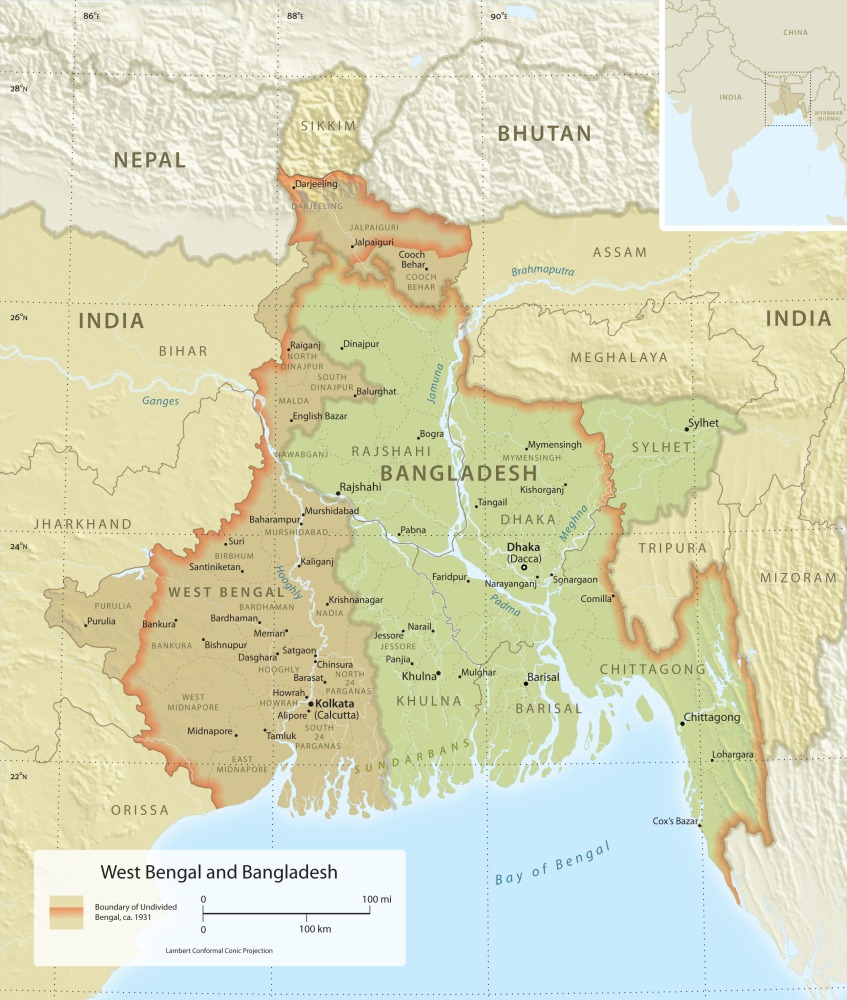 86°E
88°E
90°E
CHINA
INDIA
MYANMAR
(BURMA)
28°N
SIKKIM
NEPAL
BHUTAN
Darjeeling
DARJEELING
JALPAIGURI
Jalpaiguri
Cooch
Behar
COOCH
BEHAR
ASSAM
Brahmaputra
26°N
INDIA
INDIA
BIHAR
Raiganj
NORTH
DINAJPUR
Dinajpur
SOUTH
DINAJPUR
Balurghat
MALDA
English Bazar
Jamuna
MEGHALAYA
Ganges
Sylhet
SYLHET
Bogra
NAWABGANJ
RAJSHAHI
Mymensingh
MYMENSINGH
BANGLADESH
Rajshahi
Kishorganj
Tangail
DHAKA
Meghna
JHARKHAND
24°N
Murshidabad
Baharampur
MURSHIDABAD
Pabna
Suri
BIRBHUM
Santiniketan
Kaliganj
Dhaka
(Dacca)
TRIPURA
MIZORAM
Hooghly
Faridpur
Narayanganj
Sonargaon
Padma
Comilla
WEST BENGAL
PURULIA
Purulia
BARDHAMAN
Krishnanagar
NADIA
Bankura
Bardhaman
Memari
BANKURA
Bishnupur
Satgaon
Dasghara
Chinsura
HOOGHLY
Narail
Jessore
JESSORE
Panjia
Khulna
Mulghar
Barisal
CHITTAGONG
NORTH
24
PARGANAS
Barasat
WEST
MIDNAPORE
Howrah
HOWRAH
Kolkata
(Calcutta)
Alipore
KHULNA
BARISAL
Chittagong
Midnapore
Tamluk
SOUTH
24
PARGANAS
EAST
MIDNAPORE
SUNDARBANS
Lohargara
22°N
ORISSA
Cox's Bazar
Bay of Bengal
West Bengal and Bangladesh
Boundary of Undivided
Bengal, ca. 1931
0
100 mi
0
100 km
Lambert Conformal Conic Projection